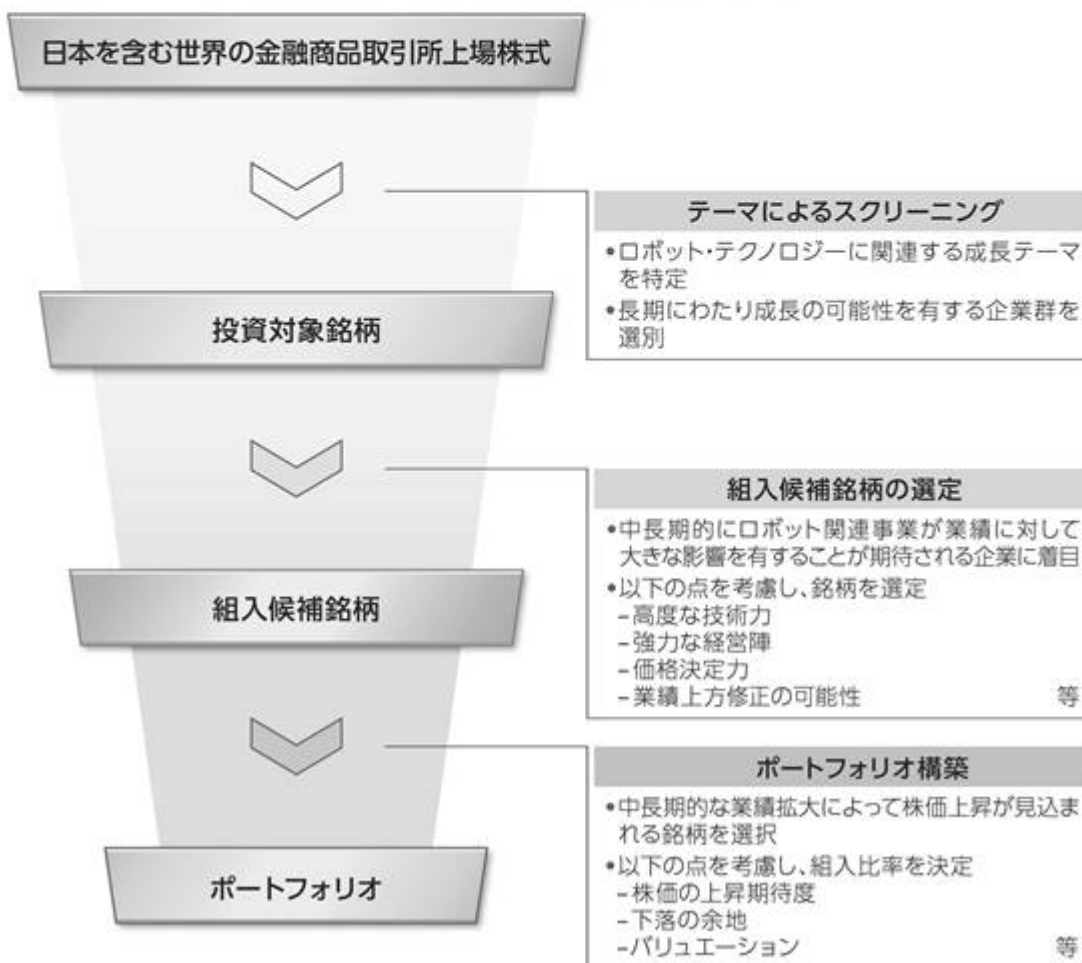 日本を含む世界の金融商品取引所上場株式
テーマによるスクリーニング
•ロボット・テクノロジーに関連する成長テーマ
を特定
•長期にわたり成長の可能性を有する企業群を
選別
投資対象銘柄
組入候補銘柄の選定
•中長期的にロボット関連事業が業績に対して
大きな影響を有することが期待される企業に着目
•以下の点を考慮し、銘柄を選定
–高度な技術力
–強力な経営陣
–価格決定力
–業績上方修正の可能性 等
組入候補銘柄
ポートフォリオ構築
•中長期的な業績拡大によって株価上昇が見込ま
れる銘柄を選択
•以下の点を考慮し、組入比率を決定
–株価の上昇期待度
–下落の余地
–バリュエーション 等
ポートフォリオ